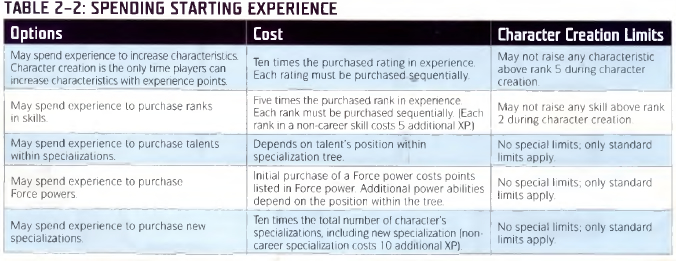 TABLE 2-2: SPENDING STARTING EXPERIENCE
Options
Cost
Character Creation Limits
May spend experience to increase characteristics.
Character creation is the only time players can
increase characteristics with experience points.
Ten times the purchased rating in experience.
Each rating must be purchased sequentially.
May not raise any characteristic
above rank 5 during character
creation.
May spend experience to purchase ranks
in skills.
Five times the purchased rank in experience.
Each rank must be purchased sequentially. (Each
rank in a non-career skill costs 5 additional XP)
May not raise any skill above rank
2 during character creation.
May spend experience to purchase talents
within specializations.
Depends on talent's position within
specialization tree.
No special limits; only standard
limits apply.
May spend experience to purchase
Force powers.
Initial purchase of a Force power costs points
listed in Force power. Additional power abilities
depend on the position within the tree.
No special limits; only standard
limits apply.
May spend experience to purchase new
specializations.
Ten times the total number of character's
specializations, including new specialization (non-
career specialization costs 10 additional XP).
No special limits; only standard
limits apply.